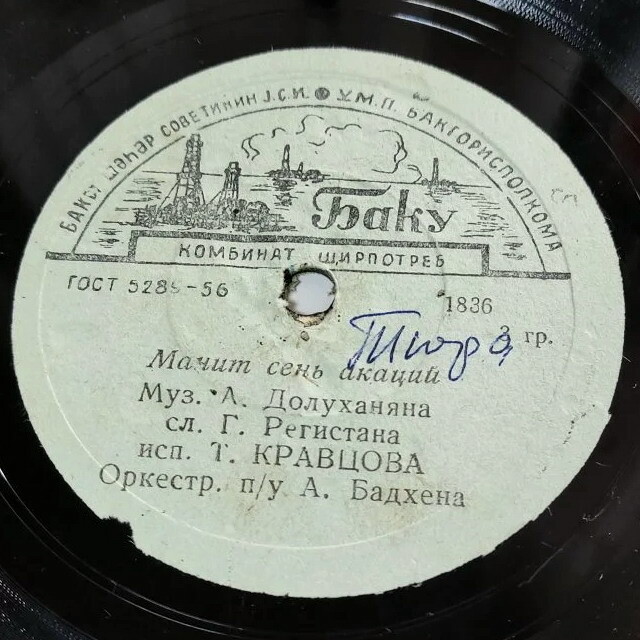 БАКЫ ШӘҺӘР СОВЕТИНИН J.С.И. У.М.П. БАКГОРИСПОЛКОМА
Баку
КОМБИНАТ ШИРПОТРЕБ
ГОСТ 5289-56
1836
3 гр.
Манит сень акаций
Муз. А. Долуханяна
сл. Г. Регистана
исп. Т. КРАВЦОВА
Оркестр. п/у А. Бадхена